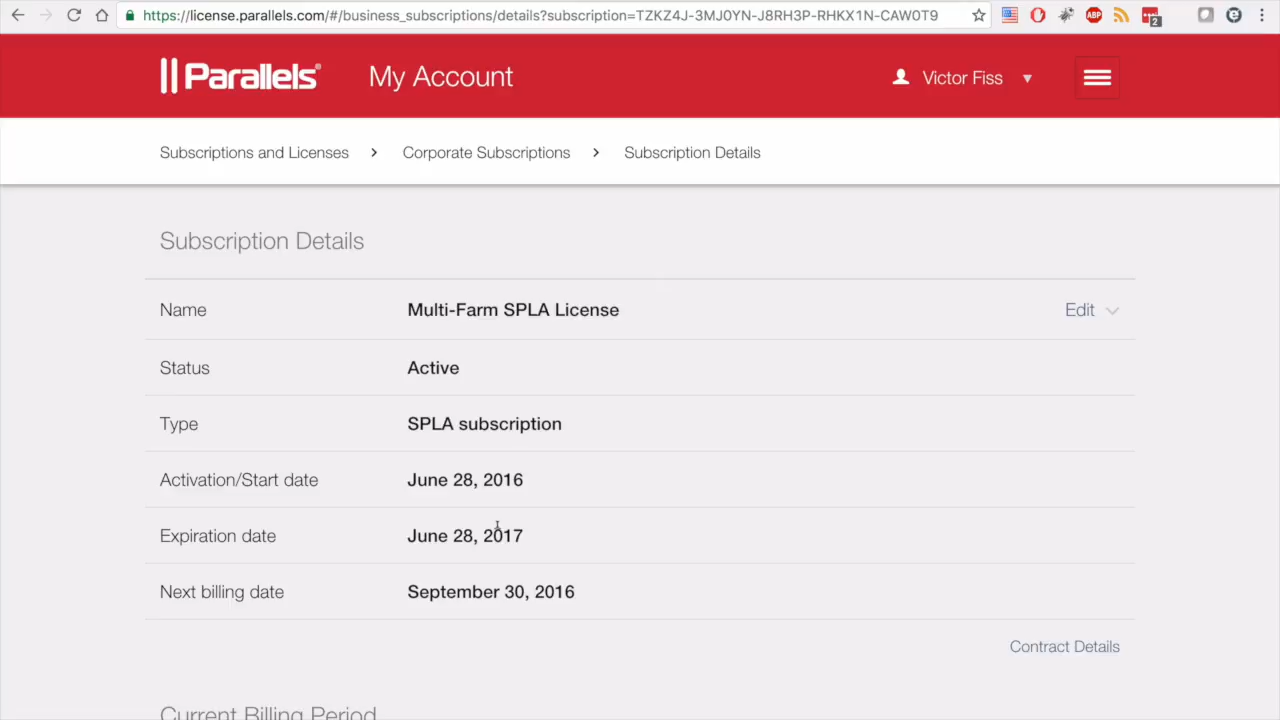 https://license.parallels.com/#/business_subscriptions/details?subscription=TZKZ4J-3MJ0YN-J8RH3P-RHKX1N-CAW0T9
ABP
2
Parallels®
My Account
Victor Fiss
Subscriptions and Licenses > Corporate Subscriptions > Subscription Details
Subscription Details
Name Multi-Farm SPLA License Edit
Status Active
Type SPLA subscription
Activation/Start date June 28, 2016
Expiration date June 28, 2017
Next billing date September 30, 2016
Contract Details
Current Billing Period